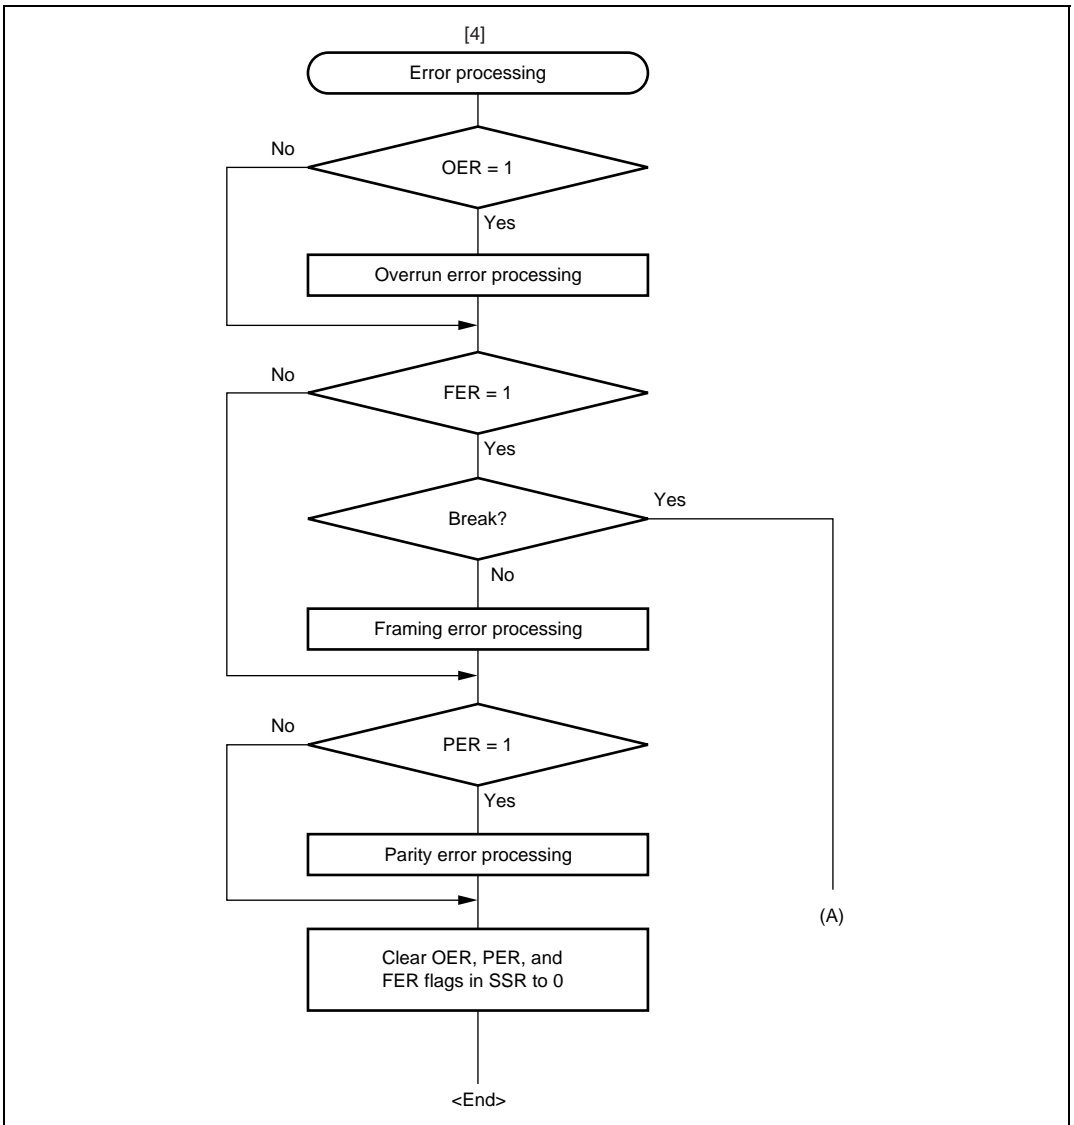 [4]
Error processing
No
OER = 1
Yes
Overrun error processing
No
FER = 1
Yes
Yes
Break?
No
Framing error processing
No
PER = 1
Yes
Parity error processing
(A)
Clear OER, PER, and
FER flags in SSR to 0
<End>